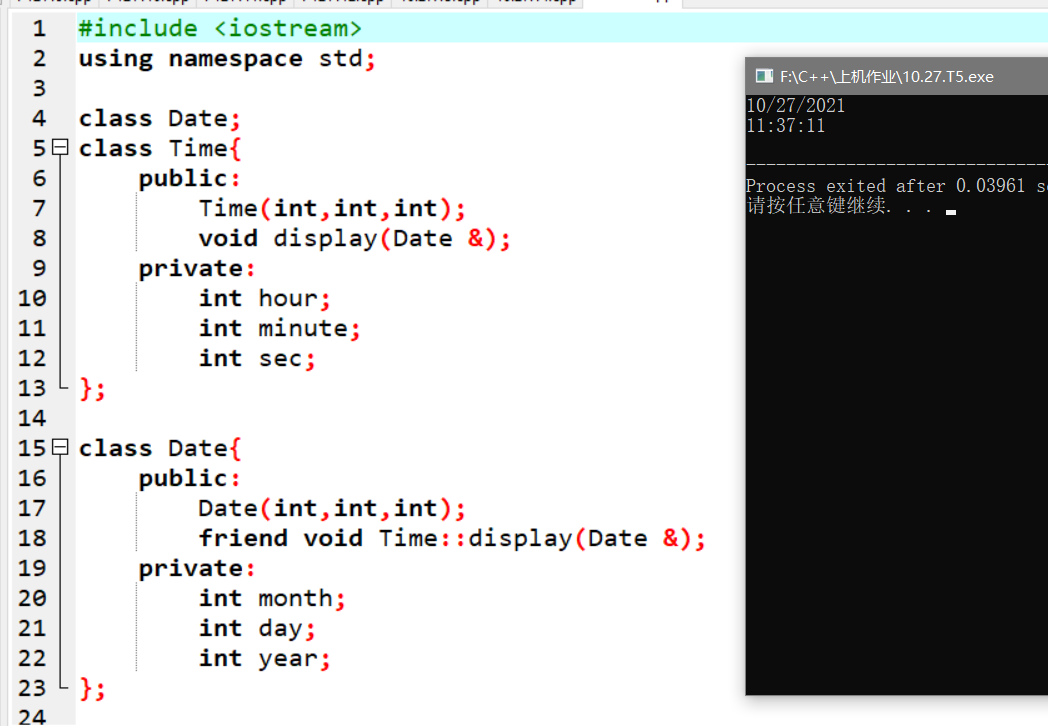 1 #include <iostream>
2 using namespace std;
3
4 class Date;
5 class Time{
6 public:
7 Time(int,int,int);
8 void display(Date &);
9 private:
10 int hour;
11 int minute;
12 int sec;
13 };
14
15 class Date{
16 public:
17 Date(int,int,int);
18 friend void Time::display(Date &);
19 private:
20 int month;
21 int day;
22 int year;
23 };
24
F:\C++\上机作业\10.27.T5.exe
10/27/2021
11:37:11
--------------------------------
Process exited after 0.03961 se
请按任意键继续. . .